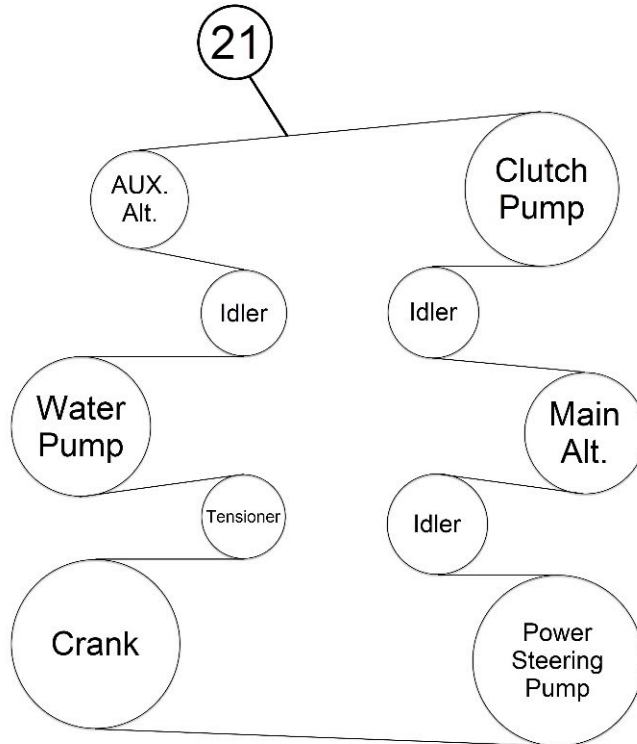 21
AUX.
Alt.
Clutch
Pump
Idler
Idler
Water
Pump
Main
Alt.
Tensioner
Idler
Crank
Power
Steering
Pump